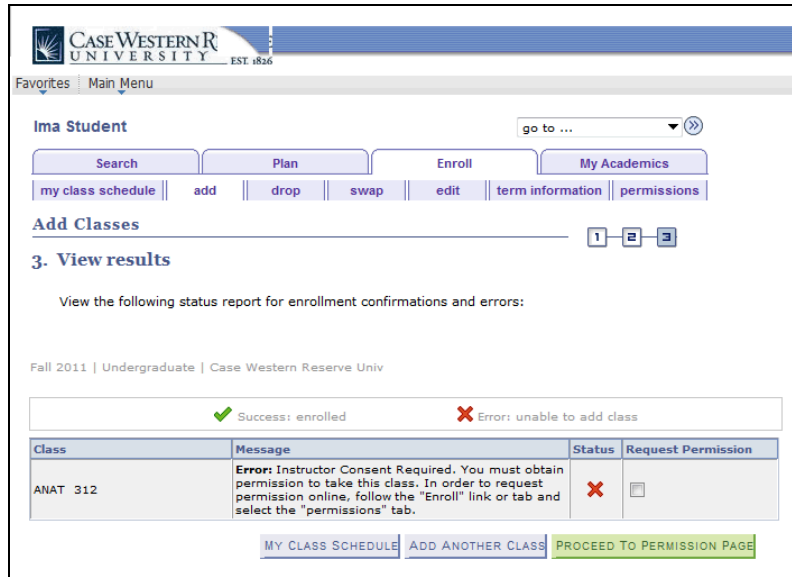 CASE WESTERN R
UNIVERSITY EST. 1826
Favorites Main Menu
Ima Student
go to ...
Search Plan Enroll My Academics
my class schedule add drop swap edit term information permissions
Add Classes
1 2 3
3. View results
View the following status report for enrollment confirmations and errors:
Fall 2011 | Undergraduate | Case Western Reserve Univ
Success: enrolled Error: unable to add class
Class Message Status Request Permission
Error: Instructor Consent Required. You must obtain
permission to take this class. In order to request
ANAT 312
permission online, follow the "Enroll" link or tab and
select the "permissions" tab.
MY CLASS SCHEDULE ADD ANOTHER CLASS PROCEED TO PERMISSION PAGE